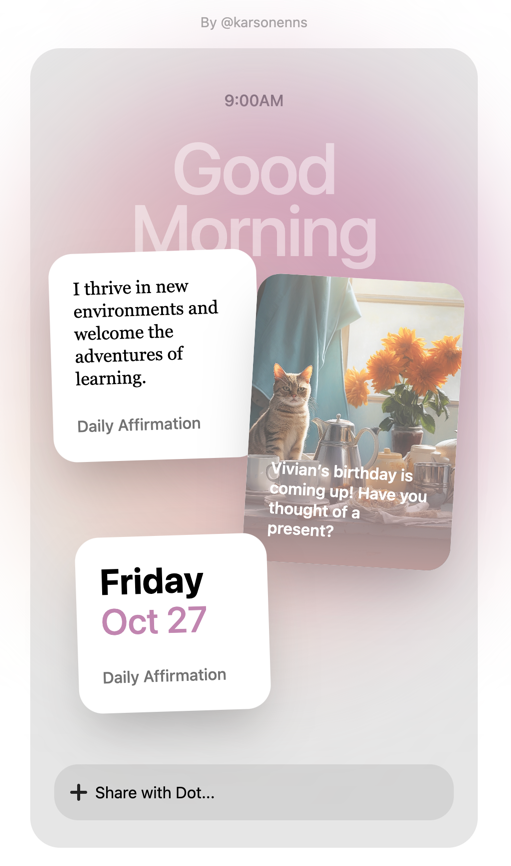 By @karsonenns
9:00AM
Good
Morning
I thrive in new
environments and
welcome the
adventures of
learning.
Daily Affirmation
Vivian’s birthday is
coming up! Have you
thought of a
present?
Friday
Oct 27
Daily Affirmation
Share with Dot...